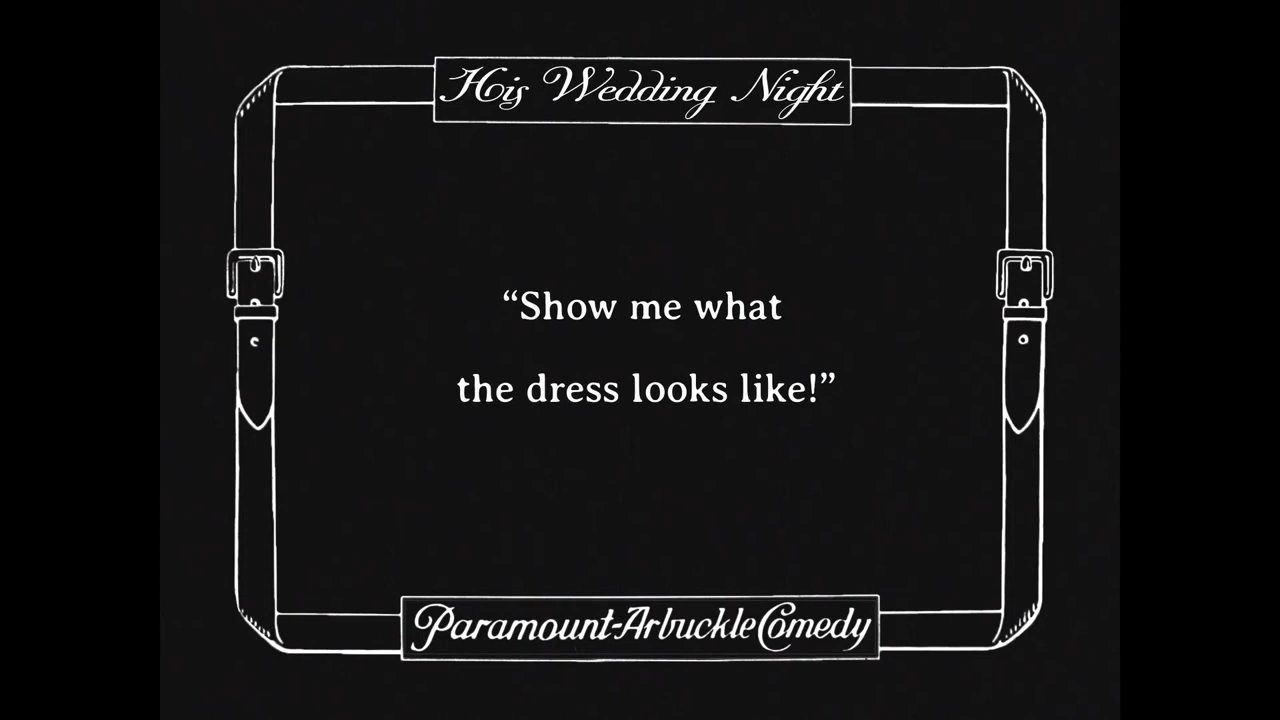 His Wedding Night
“Show me what
the dress looks like!”
Paramount-Arbuckle Comedy